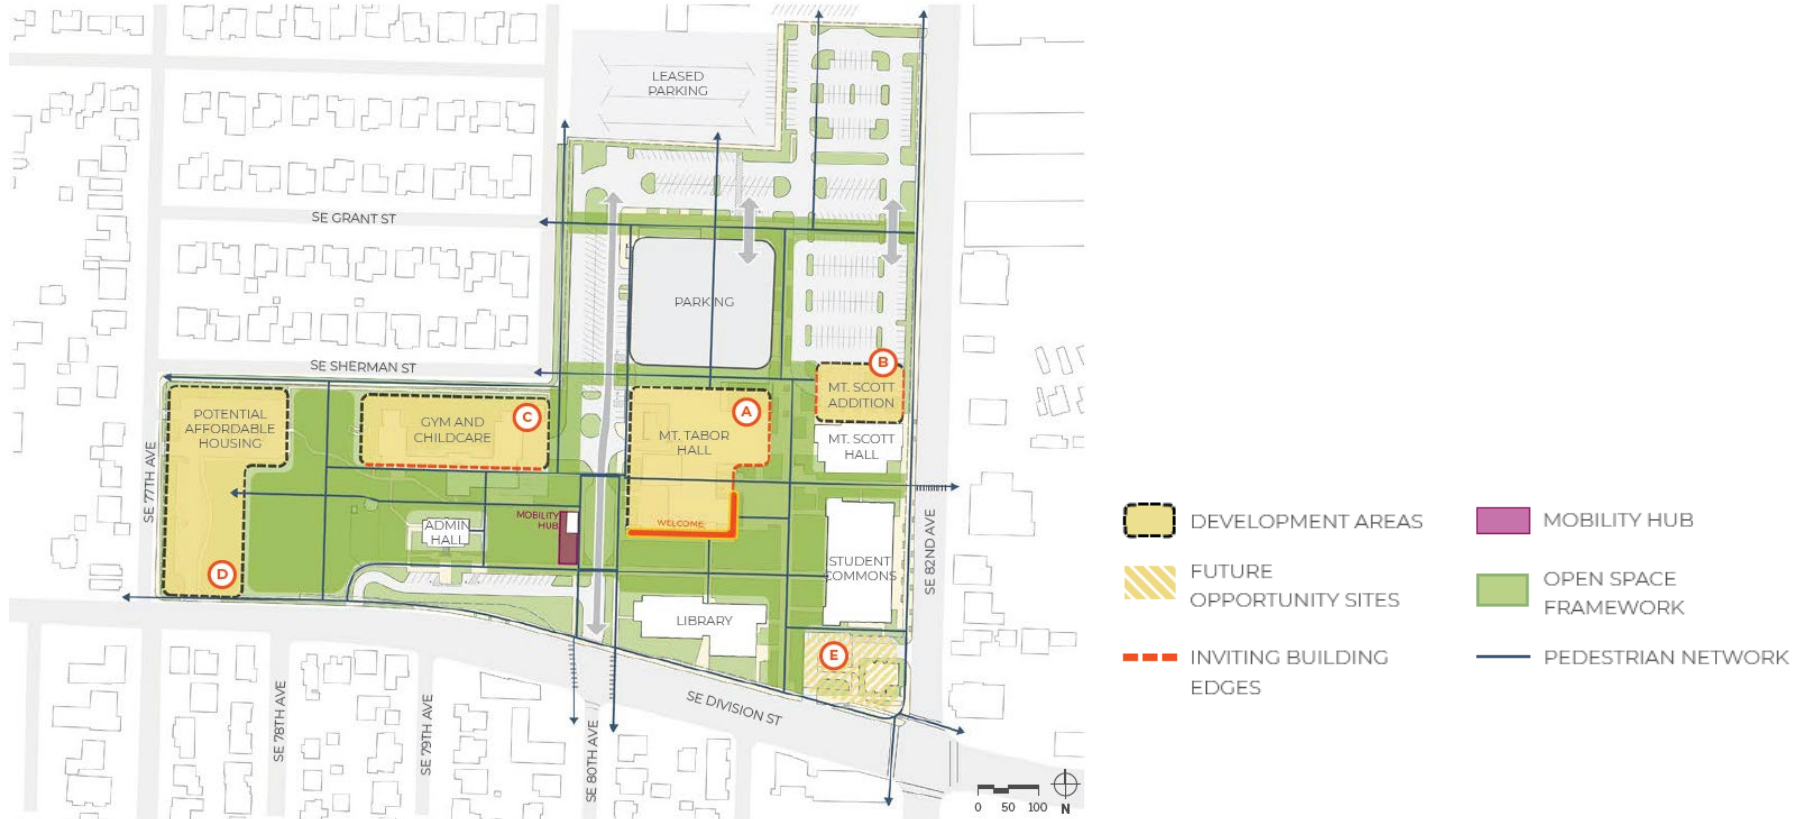 LEASED
PARKING
SE GRANT ST
PARKING
SE SHERMAN ST
B
MT. SCOTT
ADDITION
POTENTIAL
AFFORDABLE
HOUSING
GYM AND
CHILDCARE
C
A
MT. TABOR
HALL
MT. SCOTT
HALL
SE 77TH AVE
MOBILITY
HUB
ADMIN
HALL
WELCOME
D
STUDENT
COMMONS
SE 82ND AVE
LIBRARY
E
SE DIVISION ST
SE 78TH AVE
SE 79TH AVE
SE 80TH AVE
0 50 100 N
DEVELOPMENT AREAS
FUTURE
OPPORTUNITY SITES
INVITING BUILDING
EDGES
MOBILITY HUB
OPEN SPACE
FRAMEWORK
PEDESTRIAN NETWORK